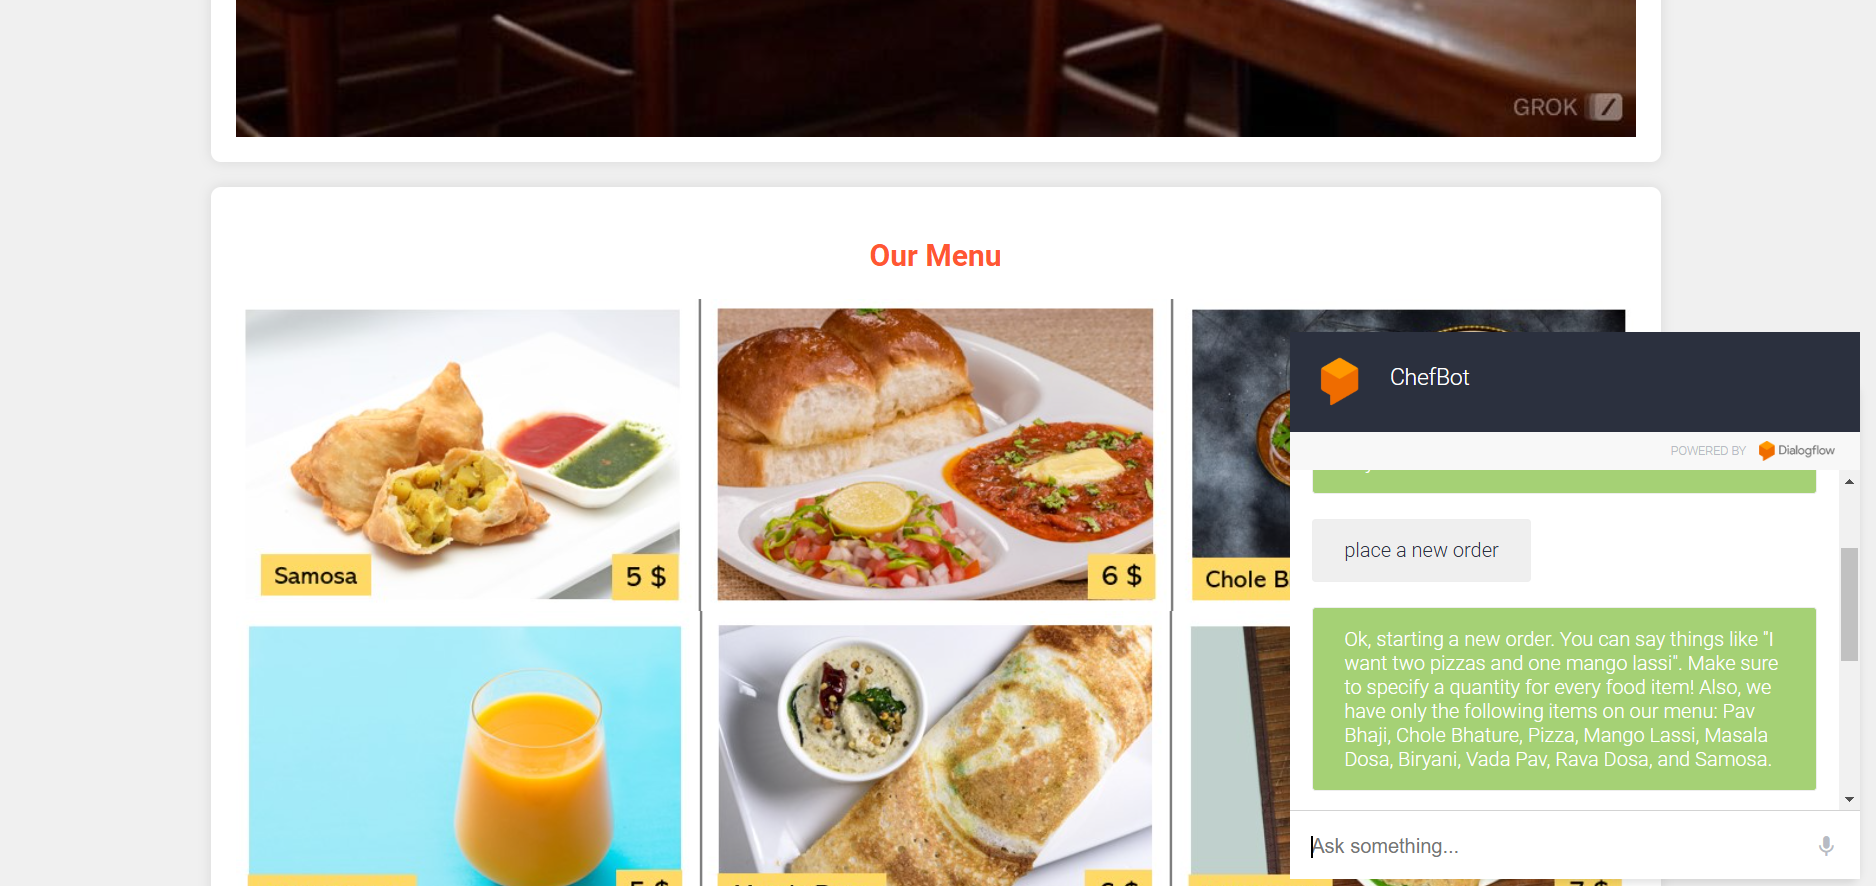 GROK
Our Menu
Samosa
5 $
6 $
Chole B
ChefBot
POWERED BY Dialogflow
place a new order
Ok, starting a new order. You can say things like "I
want two pizzas and one mango lassi". Make sure
to specify a quantity for every food item! Also, we
have only the following items on our menu: Pav
Bhaji, Chole Bhature, Pizza, Mango Lassi, Masala
Dosa, Biryani, Vada Pav, Rava Dosa, and Samosa.
Ask something...